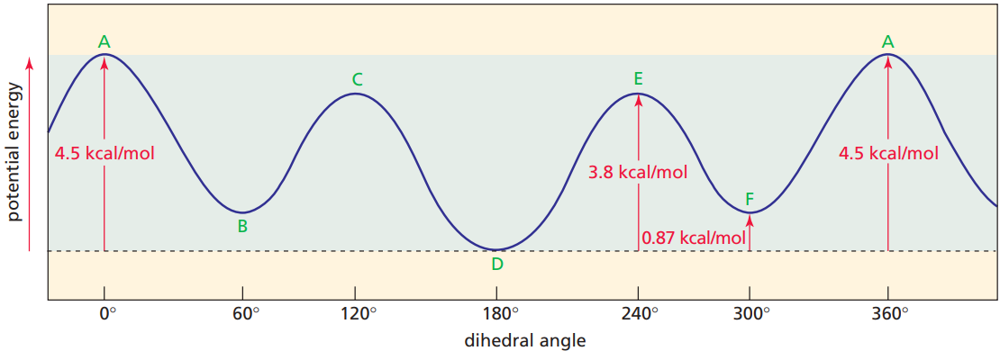 A
A
C
E
potential energy
4.5 kcal/mol
4.5 kcal/mol
3.8 kcal/mol
F
B
0.87 kcal/mol
D
0°
60°
120°
180°
240°
300°
360°
dihedral angle